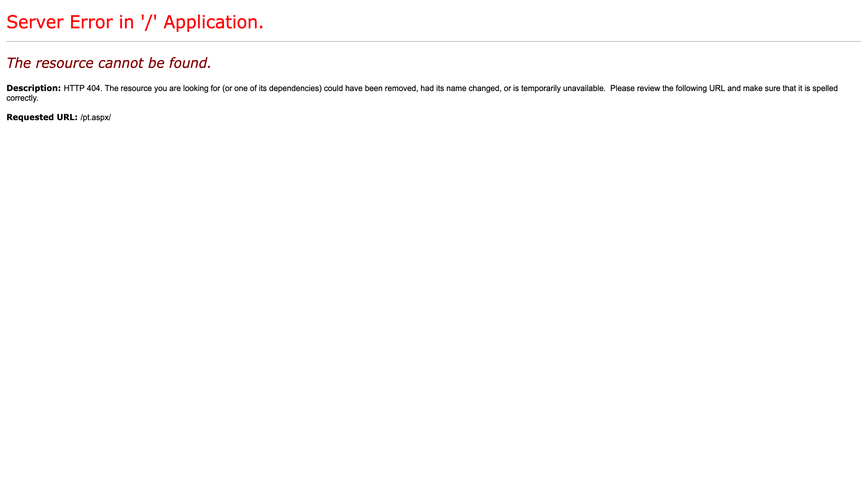 Server Error in '/' Application.
The resource cannot be found.
Description: HTTP 404. The resource you are looking for (or one of its dependencies) could have been removed, had its name changed, or is temporarily unavailable.  Please review the following URL and make sure that it is spelled
correctly.
Requested URL: /pt.aspx/